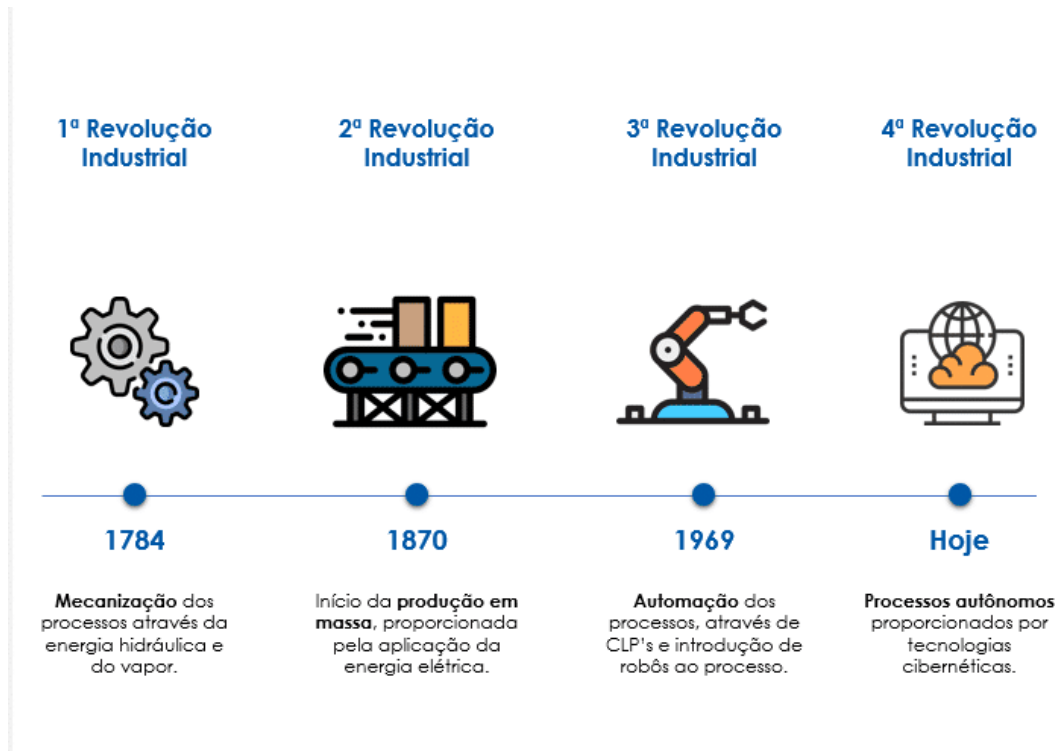 1ª Revolução
Industrial
2ª Revolução
Industrial
3ª Revolução
Industrial
4ª Revolução
Industrial
1784
1870
1969
Hoje
Mecanização dos
processos através da
energia hidráulica e
do vapor.
Início da produção em
massa, proporcionada
pela aplicação da
energia elétrica.
Automação dos
processos, através de
CLP's e introdução de
robôs ao processo.
Processos autônomos
proporcionados por
tecnologias
cibernéticas.